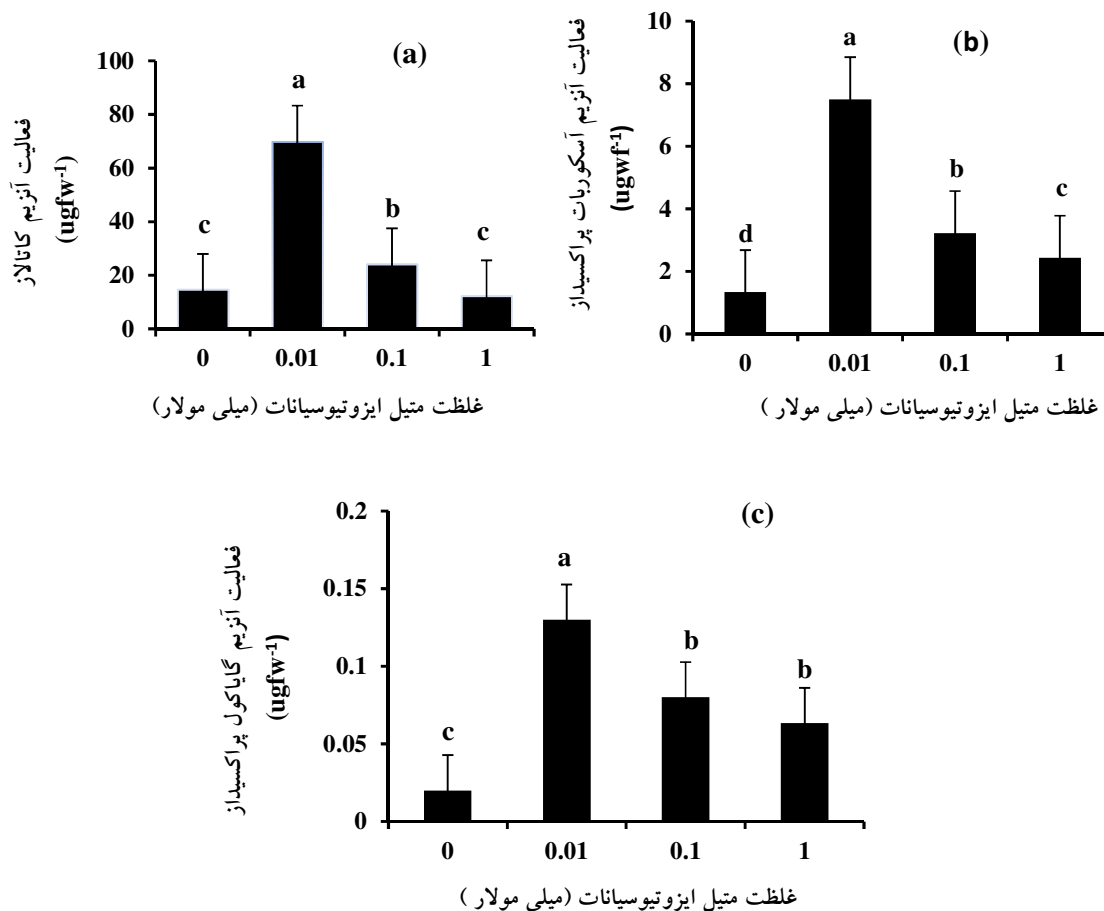 (a)
فعالیت آنزیم کاتالاز
(ugfw-1)
100
80
60
40
20
0
c
a
b
c
0 0.01 0.1 1
غلظت متیل ایزوتیوسیانات (میلی مولار)
(b)
فعالیت آنزیم آسکوربات پراکسیداز
(ugwf-1)
10
8
6
4
2
0
d
a
b
c
0 0.01 0.1 1
غلظت متیل ایزوتیوسیانات (میلی مولار )
(c)
فعالیت آنزیم گایاکول پراکسیداز
(ugfw-1)
0.2
0.15
0.1
0.05
0
c
a
b
b
0 0.01 0.1 1
غلظت متیل ایزوتیوسیانات (میلی مولار )